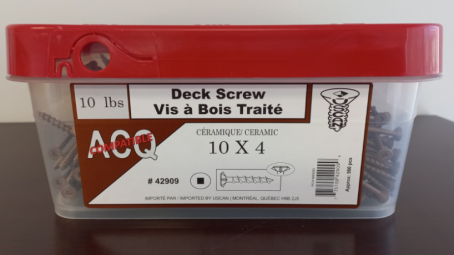 10 lbs
Deck Screw
Vis à Bois Traité
ACQ
COMPATIBLE
CÉRAMIQUE/ CERAMIC
10 X 4
# 42909
IMPORTÉ PAR / IMPORTED BY USCAN / MONTRÉAL, QUÉBEC